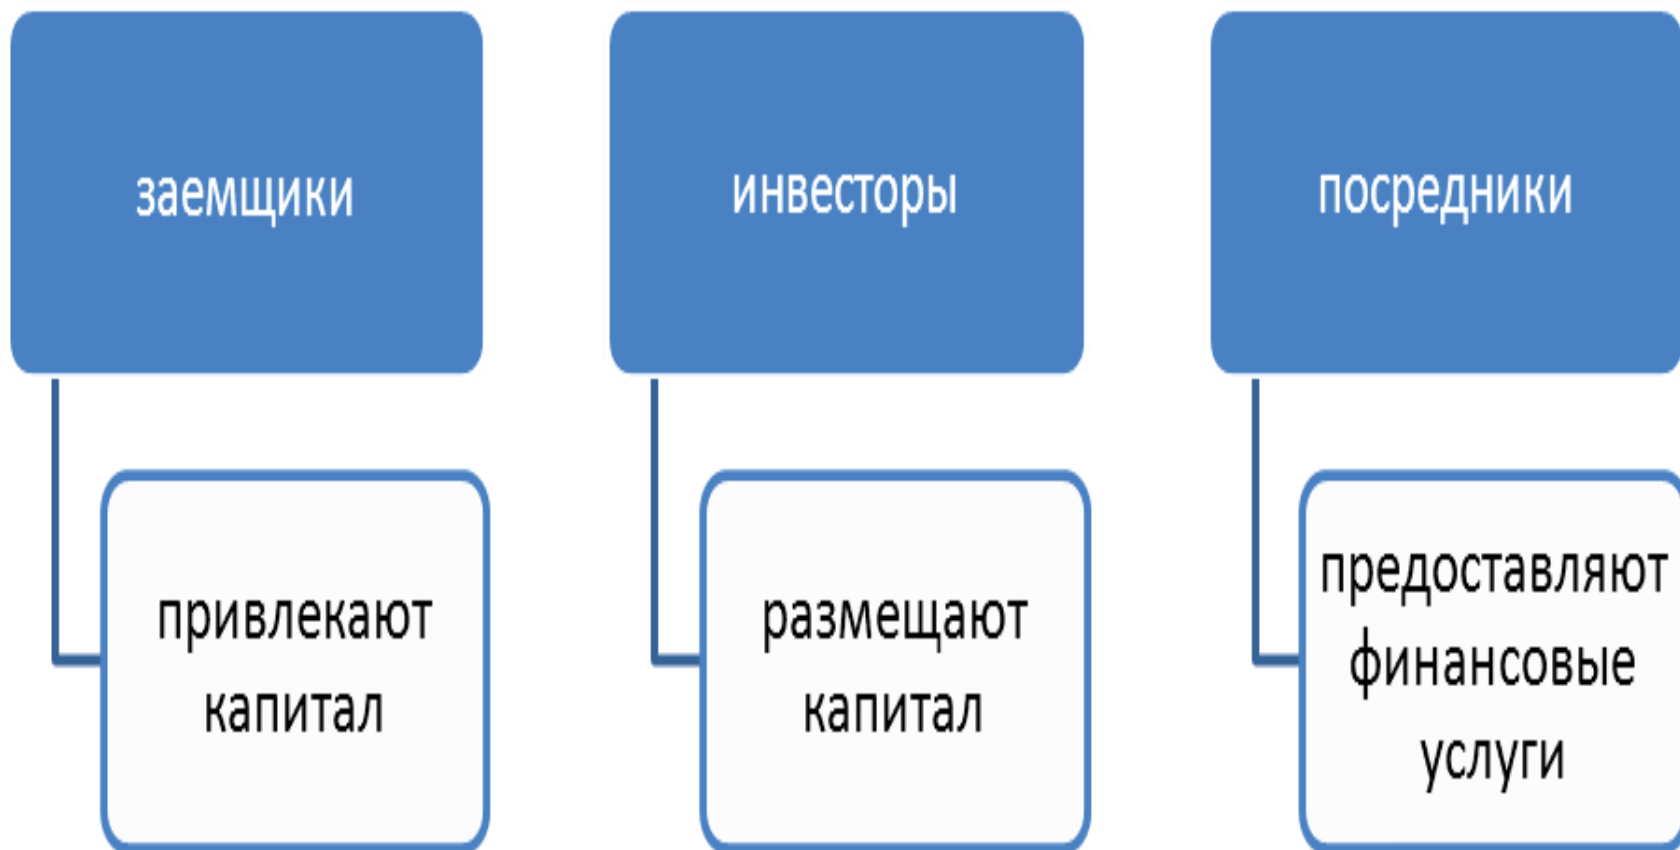 заемщики
привлекают
капитал
инвесторы
размещают
капитал
посредники
предоставляют
финансовые
услуги